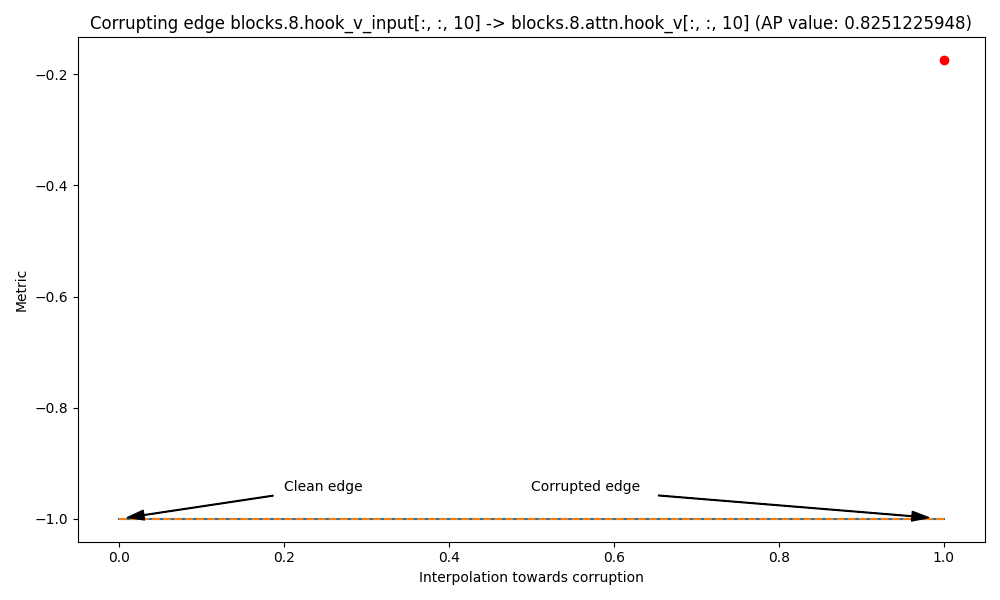 Corrupting edge blocks.8.hook_v_input[:, :, 10] -> blocks.8.attn.hook_v[:, :, 10] (AP value: 0.8251225948)
−0.2
−0.4
−0.6
−0.8
−1.0
Metric
Clean edge
Corrupted edge
0.0
0.2
0.4
0.6
0.8
1.0
Interpolation towards corruption